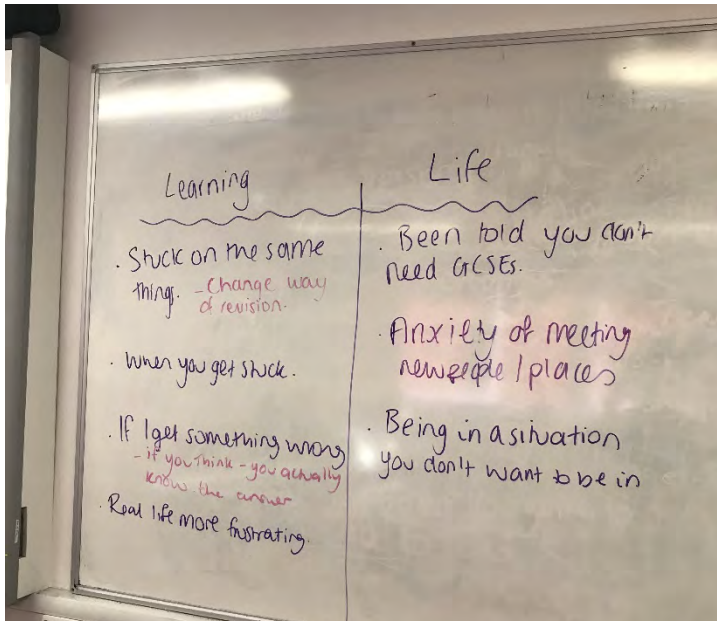 Learning
· Stuck on the same
things. - Change way
of revision.
· When you get stuck.
· If I get something wrong
- if you think - you actually
know the answer
· Real life more frustrating.
Life
· Been told you don't
need GCSEs.
· Anxiety of meeting
new people / places
· Being in a situation
you don't want to be in